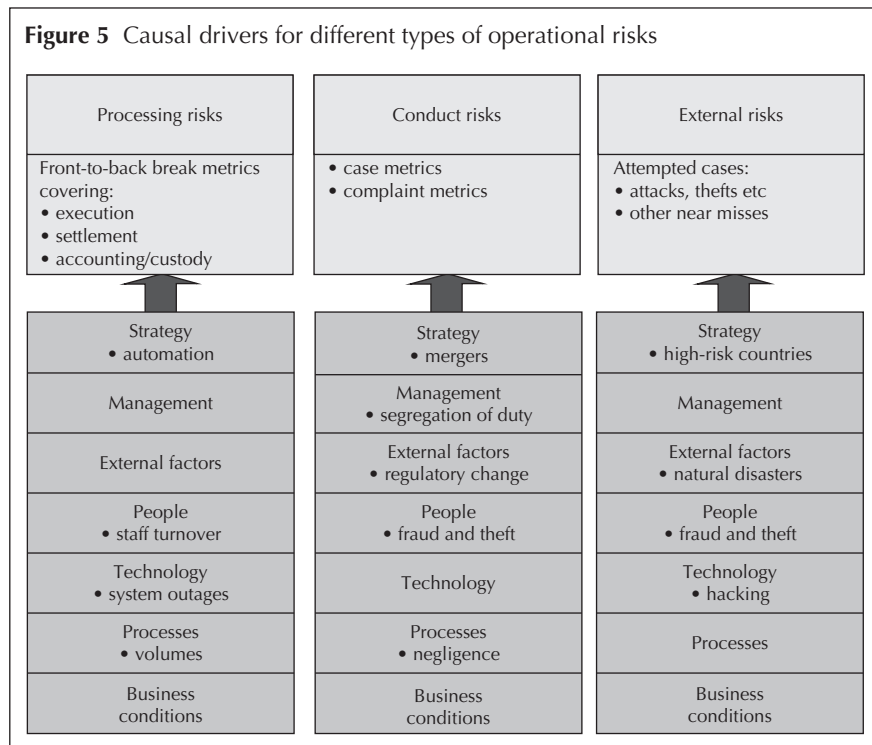 Figure 5 Causal drivers for different types of operational risks
Processing risks
Front-to-back break metrics
covering:
• execution
• settlement
• accounting/custody
Strategy
• automation
Management
External factors
People
• staff turnover
Technology
• system outages
Processes
• volumes
Business
conditions
Conduct risks
• case metrics
• complaint metrics
Strategy
• mergers
Management
• segregation of duty
External factors
• regulatory change
People
• fraud and theft
Technology
Processes
• negligence
Business
conditions
External risks
Attempted cases:
• attacks, thefts etc
• other near misses
Strategy
• high-risk countries
Management
External factors
• natural disasters
People
• fraud and theft
Technology
• hacking
Processes
Business
conditions